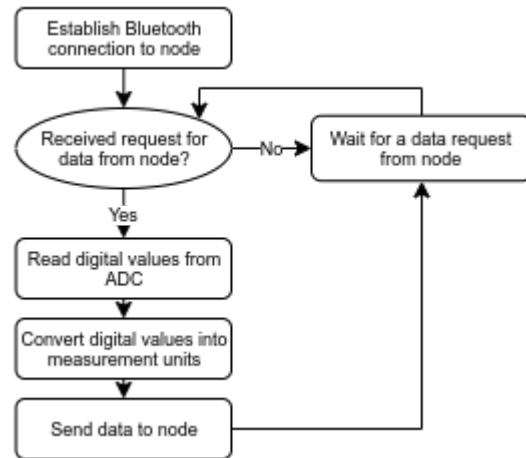 Establish Bluetooth
connection to node
Received request for
data from node?
No
Wait for a data request
from node
Yes
Read digital values from
ADC
Convert digital values into
measurement units
Send data to node